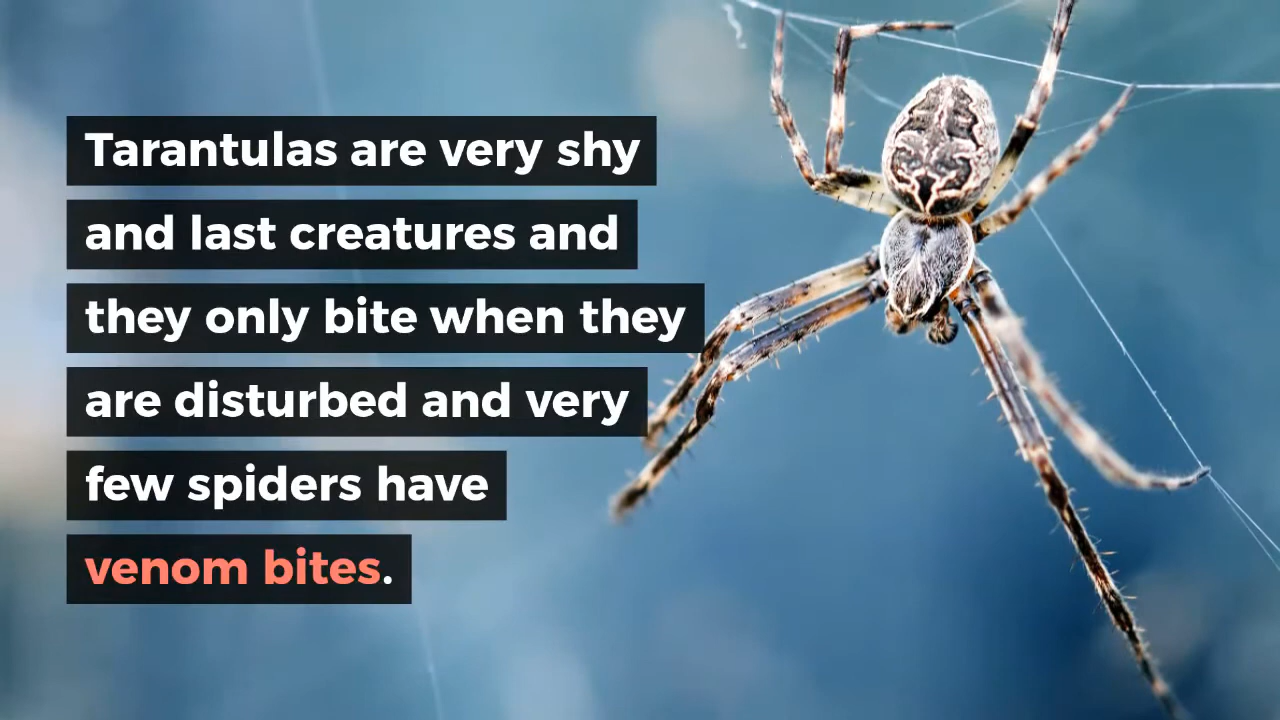 Tarantulas are very shy
and last creatures and
they only bite when they
are disturbed and very
few spiders have
venom bites.